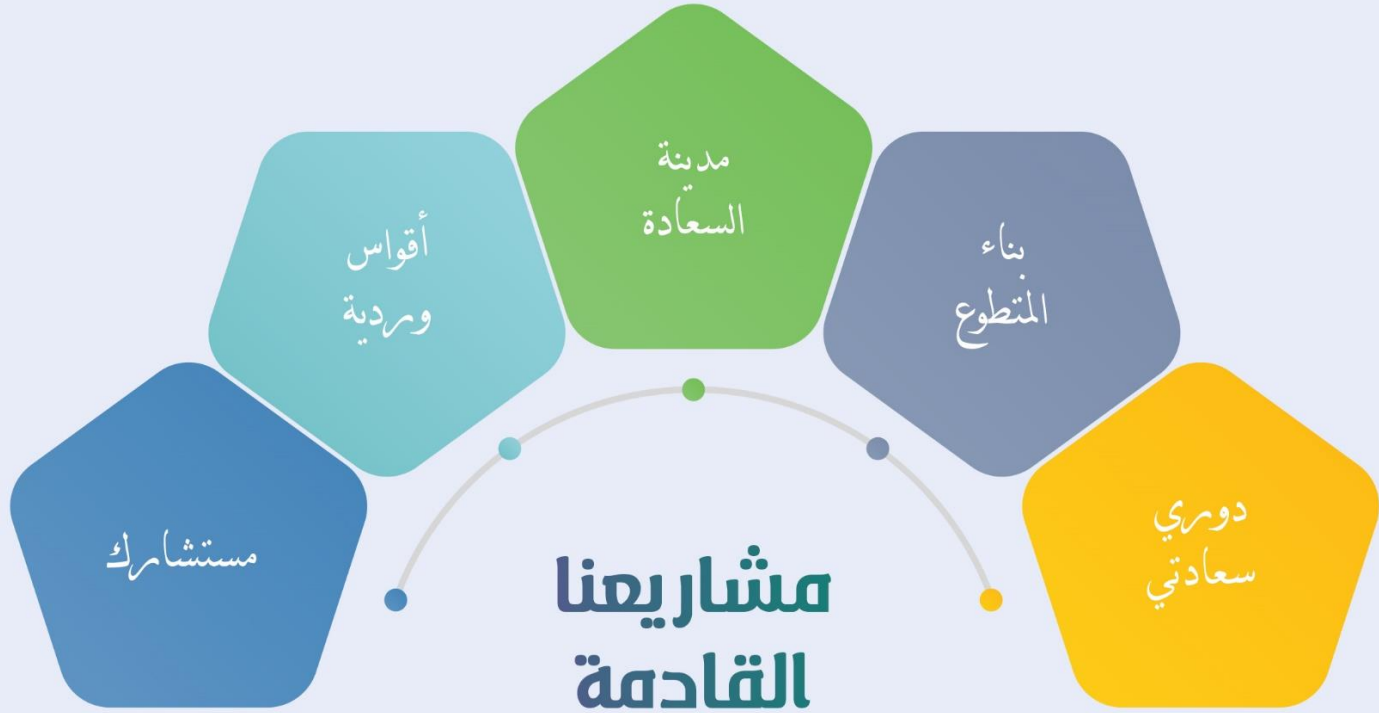 مشاريعنا
القادمة
دوري
سعادتي
بناء
المتطوع
مدينة
السعادة
أقواس
وردية
مستشارك